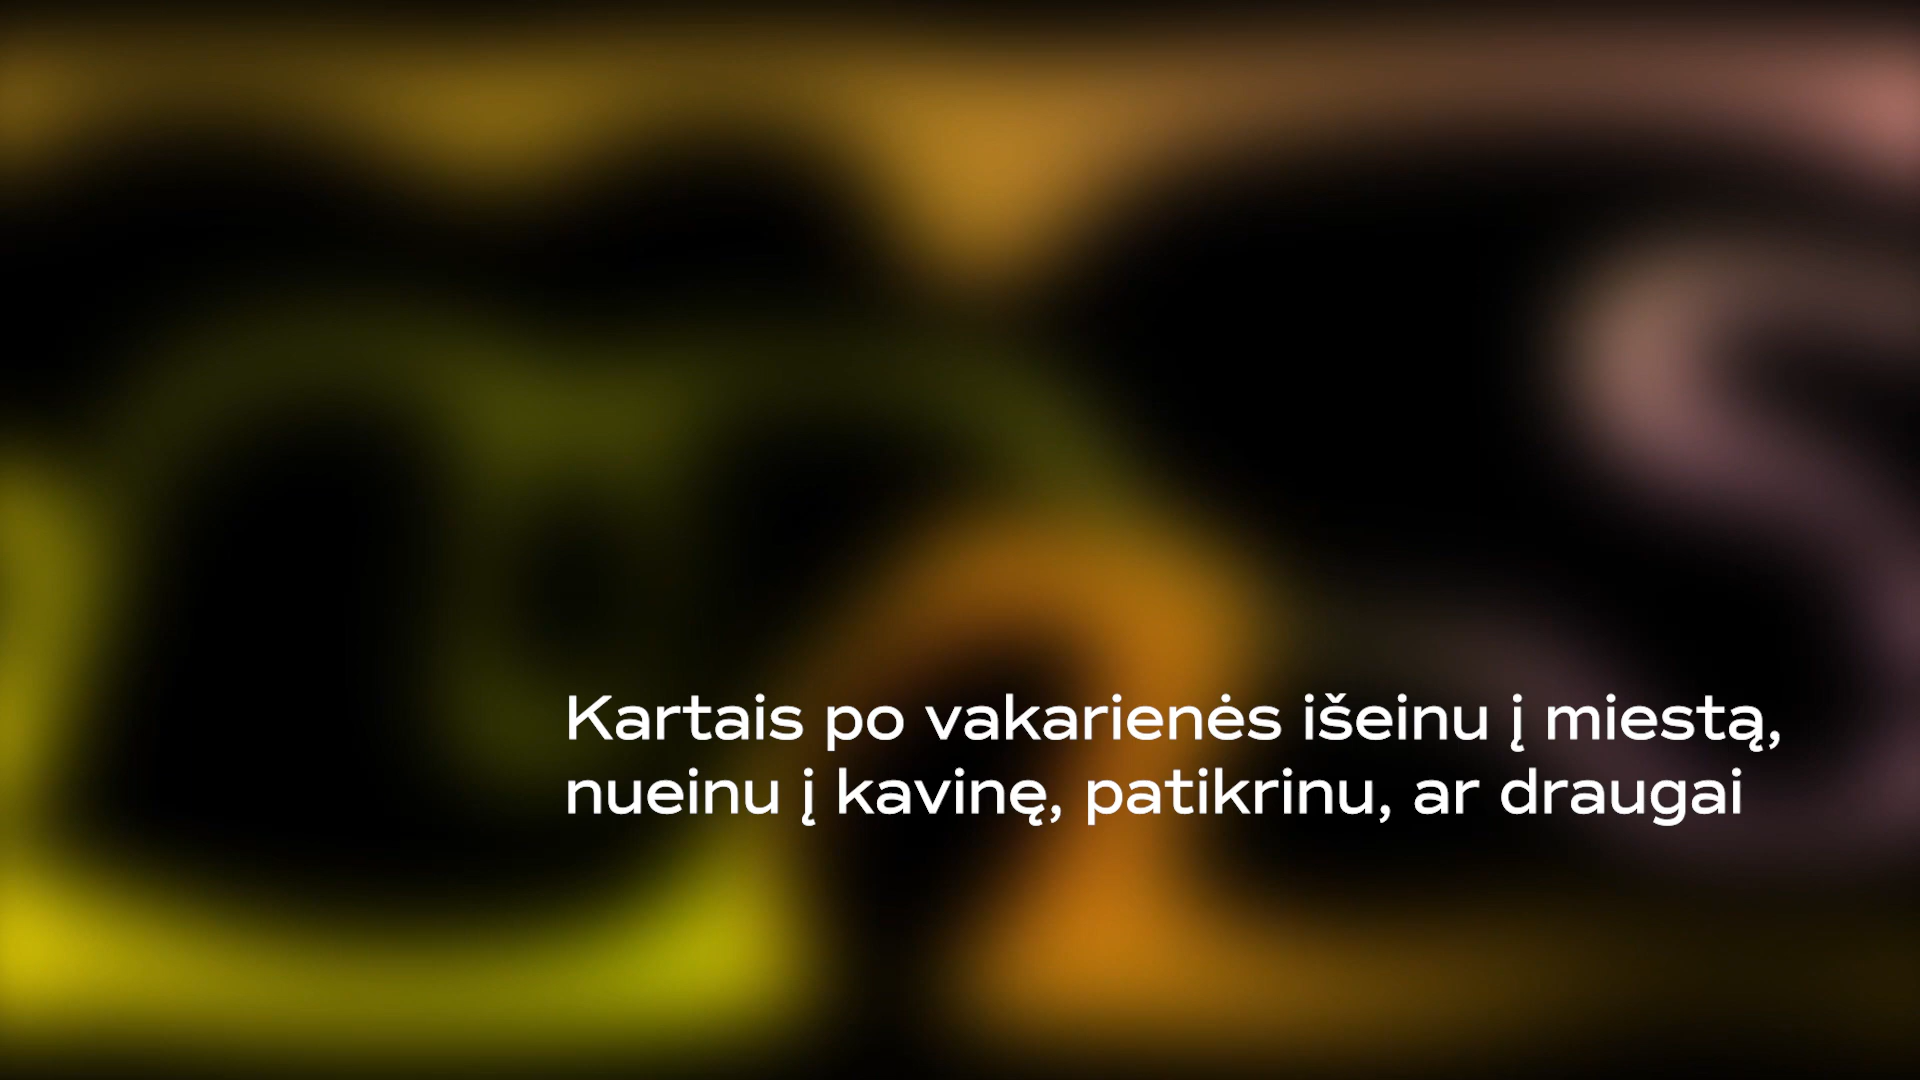 Kartais po vakarienės išeinu į miestą,
nueinu į kavinę, patikrinu, ar draugai